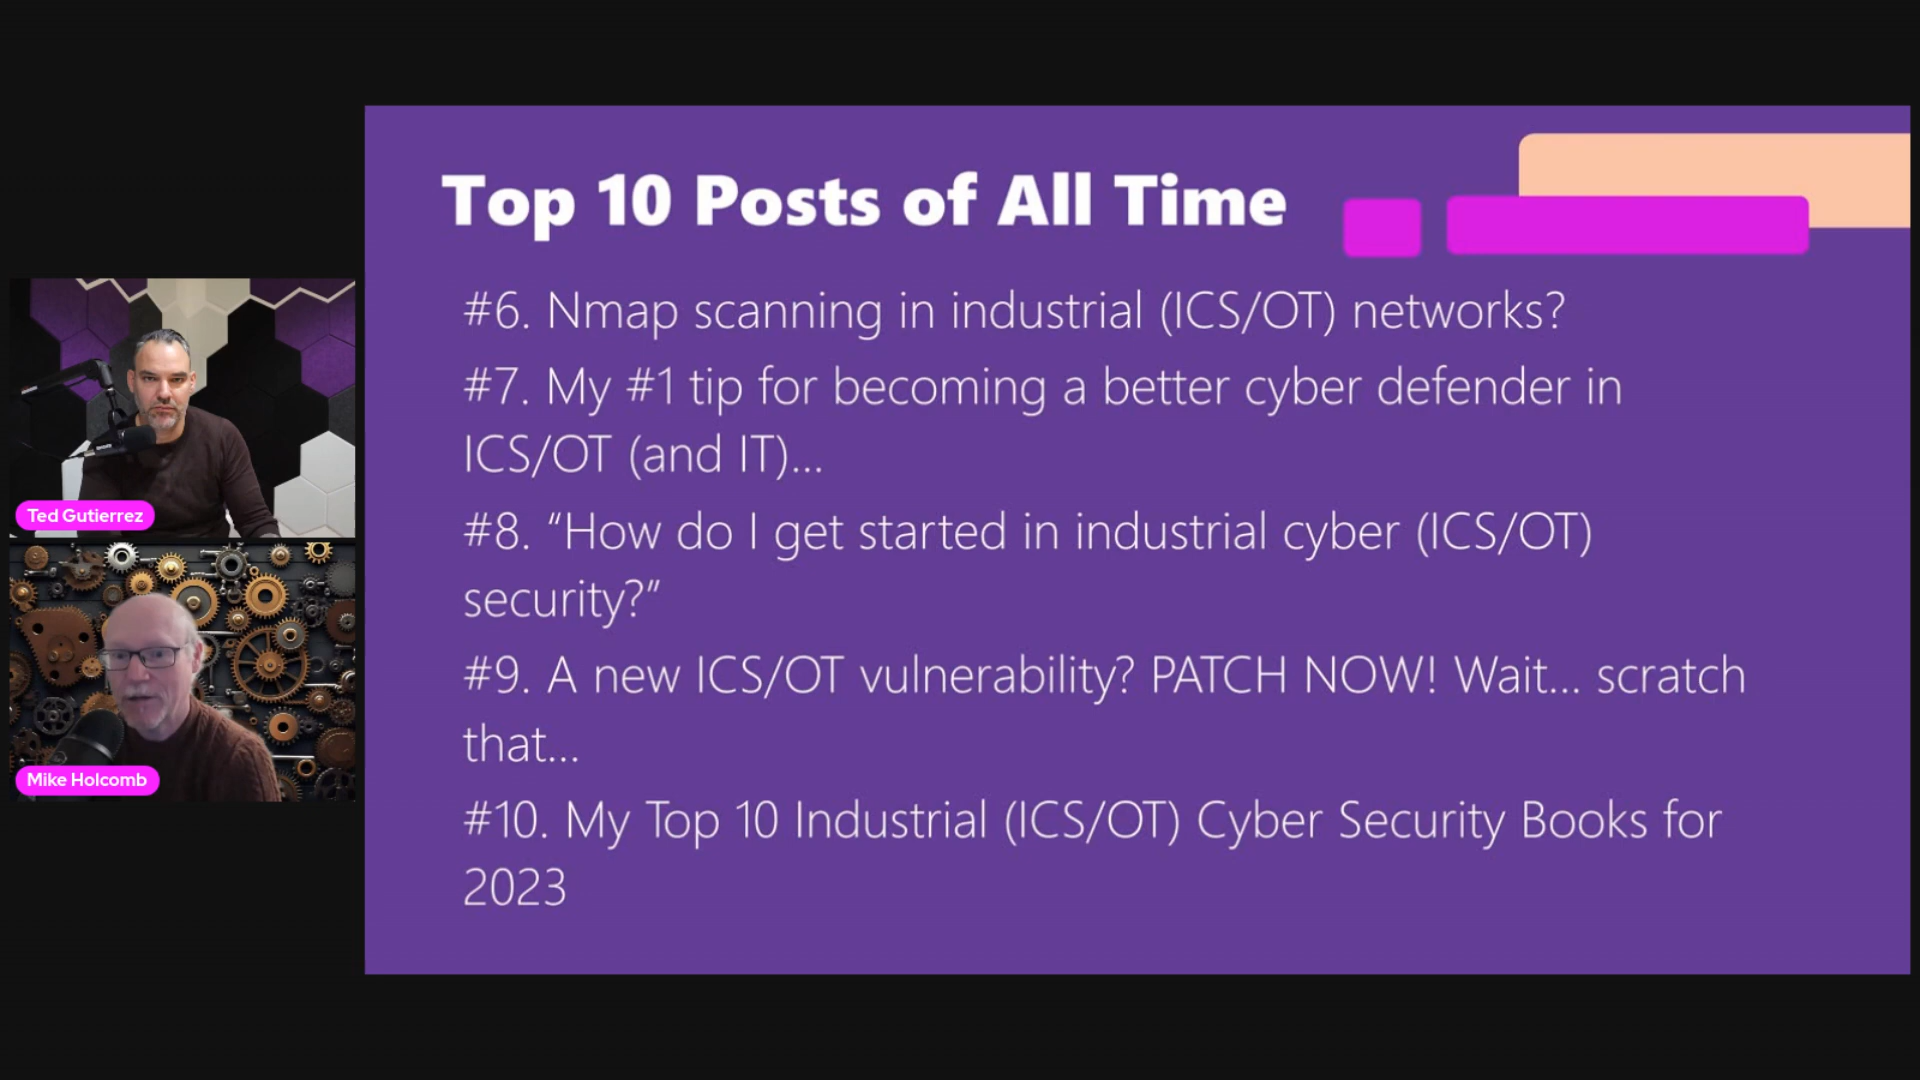 Top 10 Posts of All Time
#6. Nmap scanning in industrial (ICS/OT) networks?
#7. My #1 tip for becoming a better cyber defender in
ICS/OT (and IT)...
#8. “How do I get started in industrial cyber (ICS/OT)
security?”
#9. A new ICS/OT vulnerability? PATCH NOW! Wait... scratch
that...
#10. My Top 10 Industrial (ICS/OT) Cyber Security Books for
2023
Ted Gutierrez
Mike Holcomb